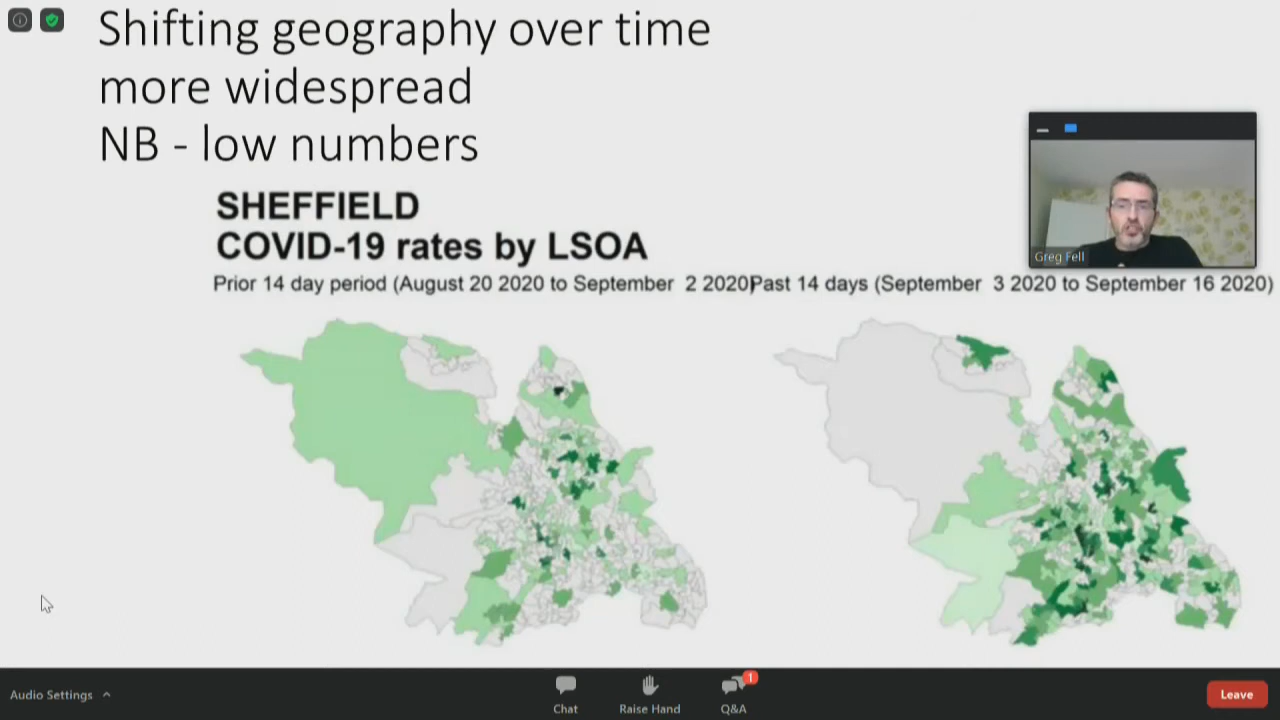 Shifting geography over time
more widespread
NB - low numbers
SHEFFIELD
COVID-19 rates by LSOA
Prior 14 day period (August 20 2020 to September 2 2020)
Past 14 days (September 3 2020 to September 16 2020)
Greg Fell
Audio Settings
Chat
Raise Hand
1
Q&A
Leave